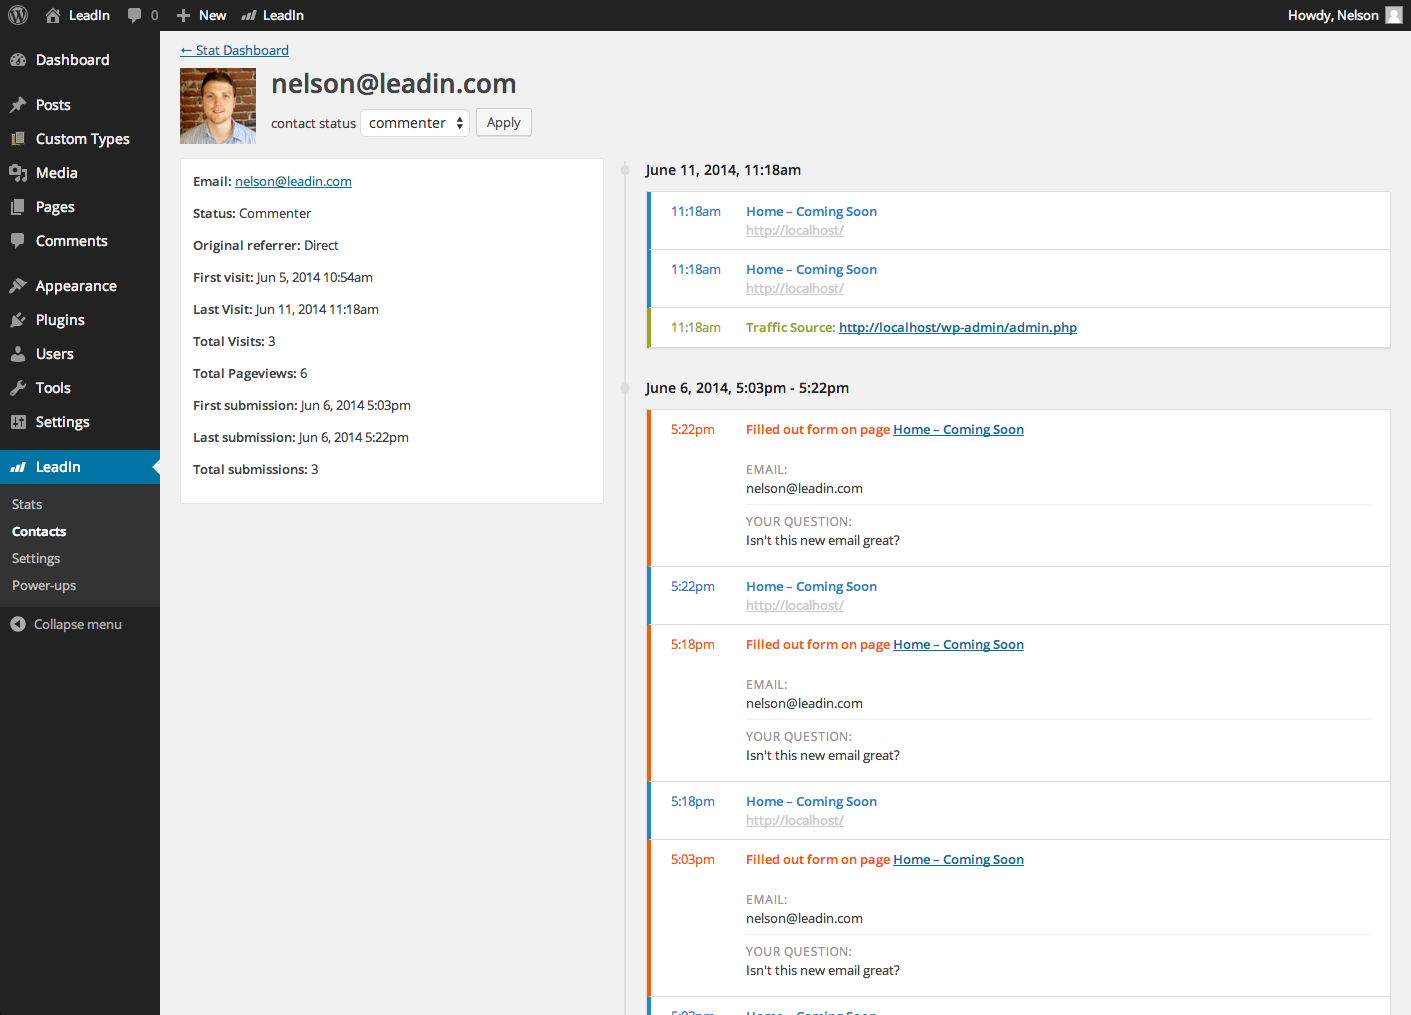 LeadIn 0 New LeadIn Howdy, Nelson
Dashboard
Posts
Custom Types
Media
Pages
Comments
Appearance
Plugins
Users
Tools
Settings
LeadIn
Stats
Contacts
Settings
Power-ups
Collapse menu
← Stat Dashboard
nelson@leadin.com
contact status commenter Apply
Email: nelson@leadin.com
Status: Commenter
Original referrer: Direct
First visit: Jun 5, 2014 10:54am
Last Visit: Jun 11, 2014 11:18am
Total Visits: 3
Total Pageviews: 6
First submission: Jun 6, 2014 5:03pm
Last submission: Jun 6, 2014 5:22pm
Total submissions: 3
June 11, 2014, 11:18am
11:18am Home – Coming Soon
http://localhost/
11:18am Home – Coming Soon
http://localhost/
11:18am Traffic Source: http://localhost/wp-admin/admin.php
June 6, 2014, 5:03pm - 5:22pm
5:22pm Filled out form on page Home – Coming Soon
EMAIL:
nelson@leadin.com
YOUR QUESTION:
Isn't this new email great?
5:22pm Home – Coming Soon
http://localhost/
5:18pm Filled out form on page Home – Coming Soon
EMAIL:
nelson@leadin.com
YOUR QUESTION:
Isn't this new email great?
5:18pm Home – Coming Soon
http://localhost/
5:03pm Filled out form on page Home – Coming Soon
EMAIL:
nelson@leadin.com
YOUR QUESTION:
Isn't this new email great?
5:03pm Home – Coming Soon